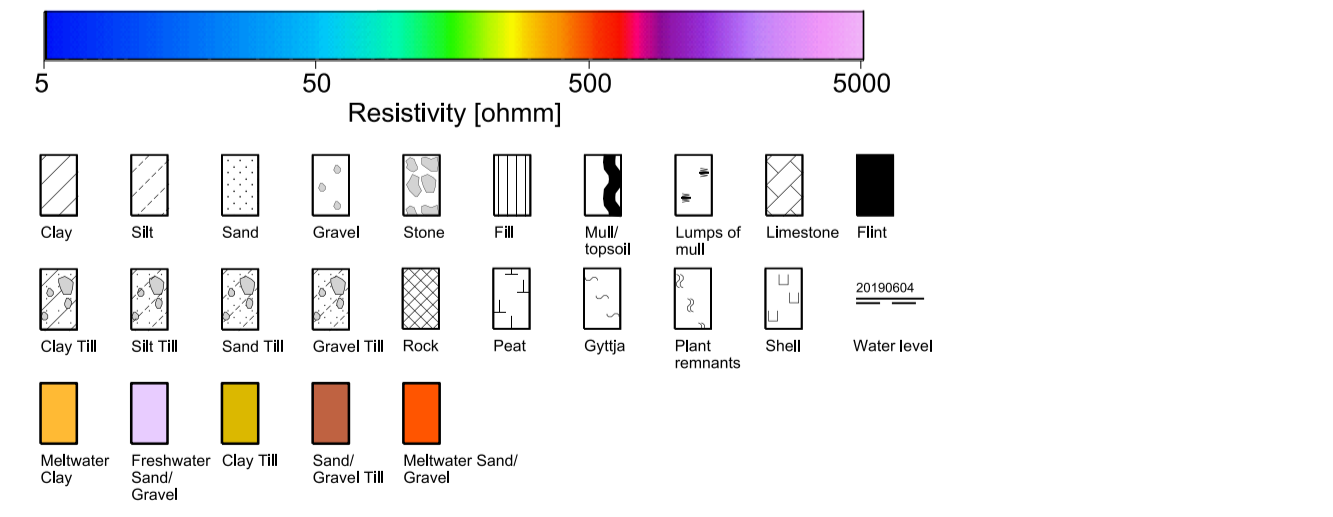 5 50 500 5000
Resistivity [ohmm]
Clay Silt Sand Gravel Stone Fill Mull/ Lumps of Limestone Flint
topsoil mull
20190604
Clay Till Silt Till Sand Till Gravel Till Rock Peat Gyttja Plant Shell Water level
remnants
Meltwater Freshwater Clay Till Sand/ Meltwater Sand/
Clay Sand/ Gravel Till Gravel
Gravel